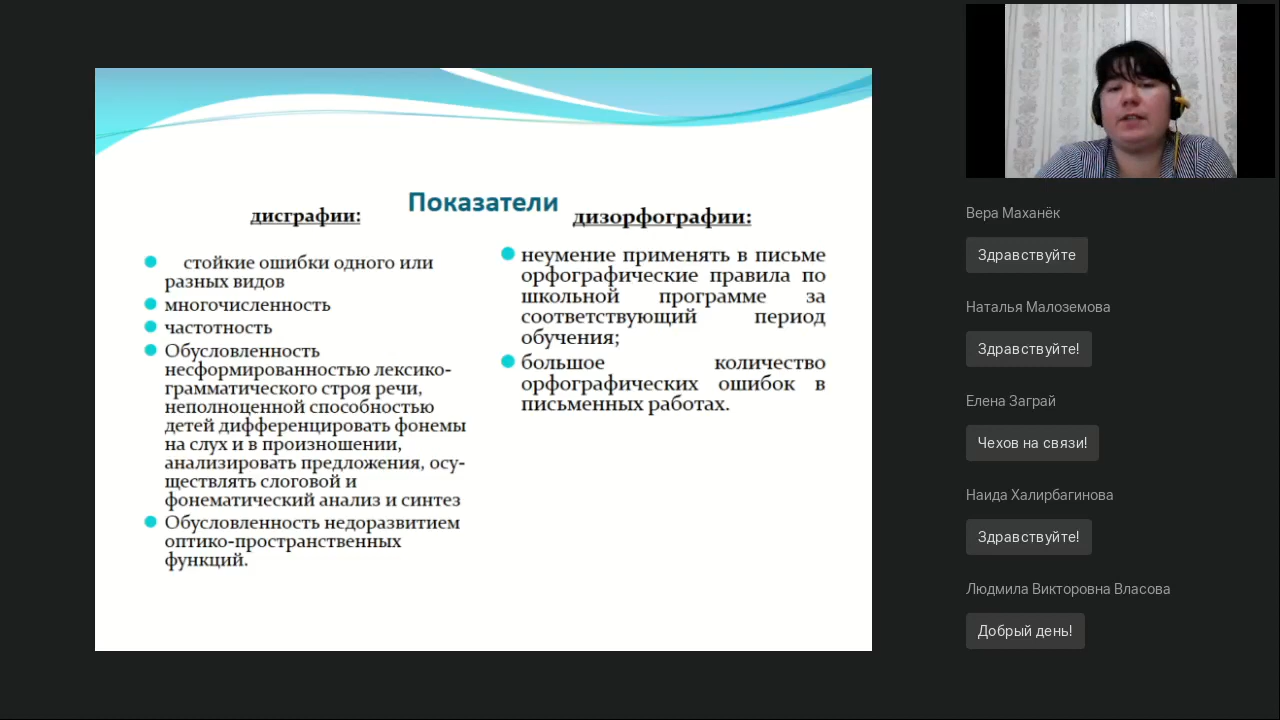 Показатели
дисграфии:
стойкие ошибки одного или
разных видов
многочисленность
частотность
Обусловленность
несформированностью лексико-
грамматического строя речи,
неполноценной способностью
детей дифференцировать фонемы
на слух и в произношении,
анализировать предложения, осу-
ществлять слоговой и
фонематический анализ и синтез
Обусловленность недоразвитием
оптико-пространственных
функций.
дизорфографии:
неумение применять в письме
орфографические правила по
школьной программе за
соответствующий период
обучения;
большое количество
орфографических ошибок в
письменных работах.
Вера Маханёк
Здравствуйте
Наталья Малоземова
Здравствуйте!
Елена Заграй
Чехов на связи!
Наида Халирбагинова
Здравствуйте!
Людмила Викторовна Власова
Добрый день!